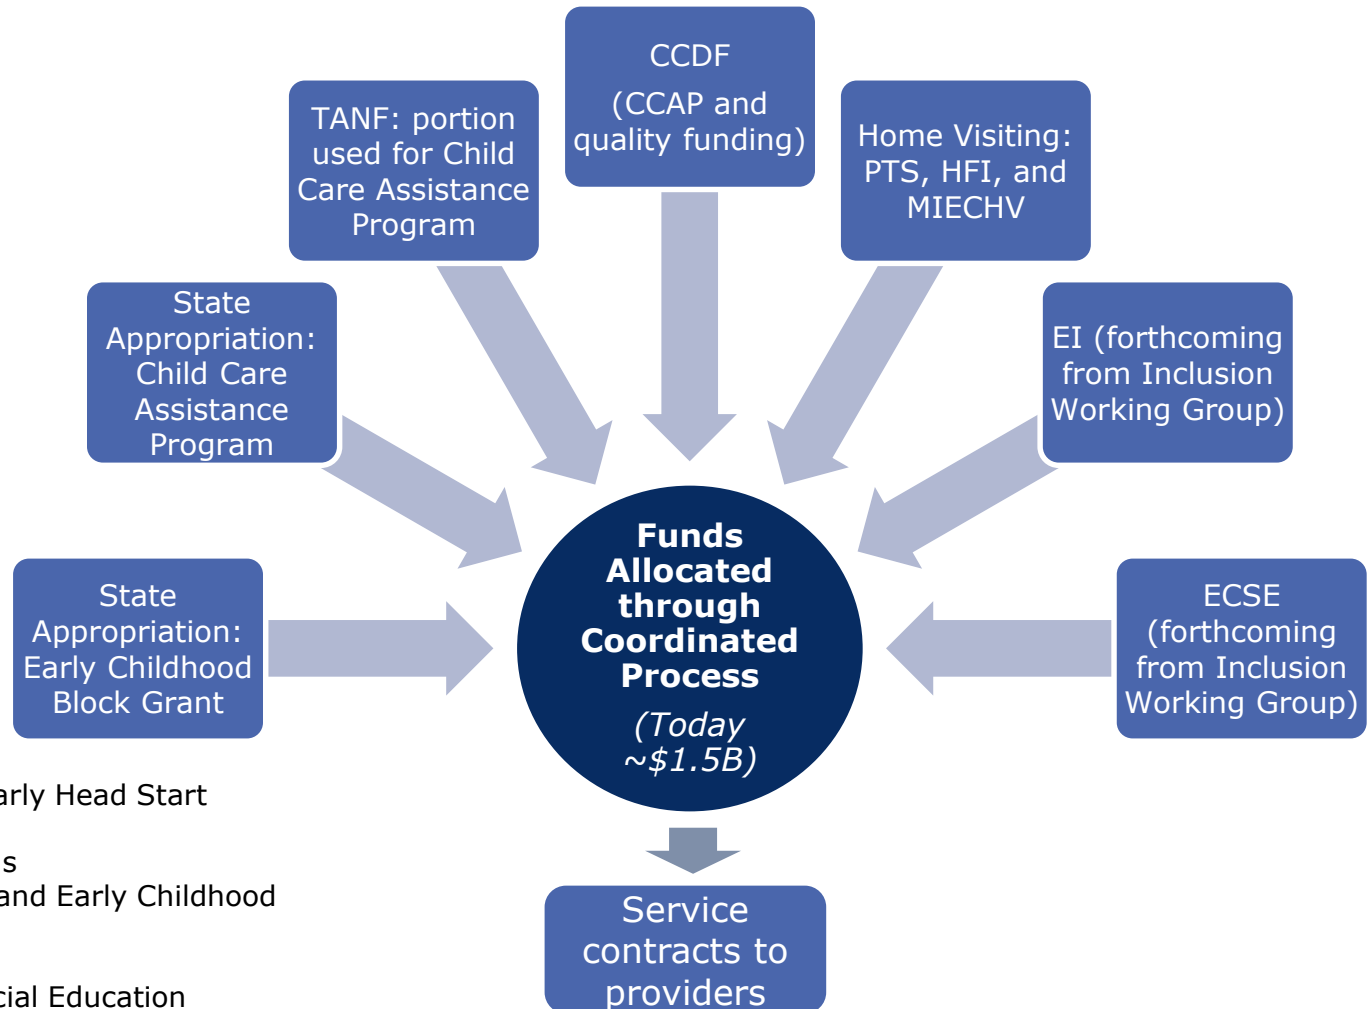 CCDF
(CCAP and
quality funding)
TANF: portion
used for Child
Care Assistance
Program
Home Visiting:
PTS, HFI, and
MIECHV
State
Appropriation:
Child Care
Assistance
Program
EI (forthcoming
from Inclusion
Working Group)
State
Appropriation:
Early Childhood
Block Grant
Funds
Allocated
through
Coordinated
Process
(Today
~$1.5B)
ECSE
(forthcoming
from Inclusion
Working Group)
Service
contracts to
providers
Head Start
and Early Childhood
Education